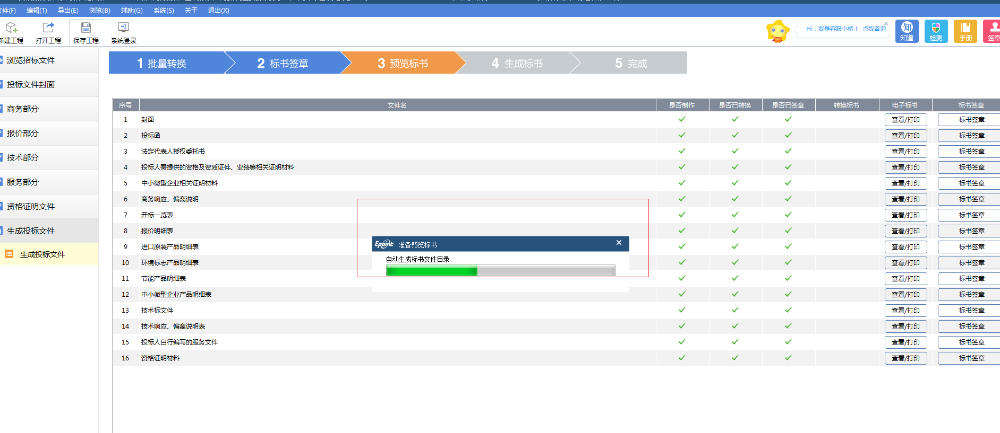 文件(F) 编辑(T) 导出(E) 浏览(B) 辅助(G) 系统(S) 关于 退出(X)
新建工程 打开工程 保存工程 系统登录
Hi，我是客服小桥！ 点我咨询
知 知道 检测 手册 签章
浏览招标文件
投标文件封面
商务部分
报价部分
技术部分
服务部分
资格证明文件
生成投标文件
生成投标文件
1 批量转换 2 标书签章 3 预览标书 4 生成标书 5 完成
序号 文件名 是否制作 是否已转换 是否已签章 转换标书 电子标书 标书签章
1 封面 查看/打印 标书签章
2 投标函 查看/打印 标书签章
3 法定代表人授权委托书 查看/打印 标书签章
4 投标人需提供的资格及资质证件、业绩等相关证明材料 查看/打印 标书签章
5 中小微型企业相关证明材料 查看/打印 标书签章
6 商务响应、偏离说明 查看/打印 标书签章
7 开标一览表 查看/打印 标书签章
8 报价明细表 查看/打印 标书签章
9 进口原装产品明细表 查看/打印 标书签章
10 环境标志产品明细表 查看/打印 标书签章
11 节能产品明细表 查看/打印 标书签章
12 中小微型企业产品明细表 查看/打印 标书签章
13 技术标文件 查看/打印 标书签章
14 技术响应、偏离说明表 查看/打印 标书签章
15 投标人自行编写的服务文件 查看/打印 标书签章
16 资格证明材料 查看/打印 标书签章
Epoint 准备预览标书
自动生成标书文件目录...